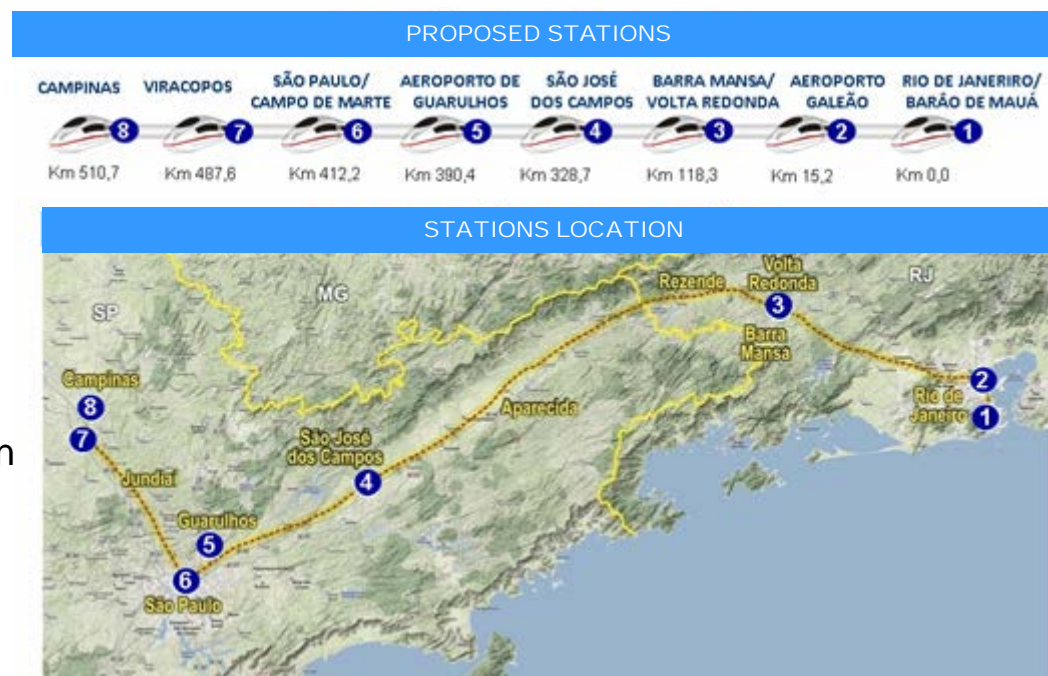 PROPOSED STATIONS
CAMPINAS
VIRACOPOS
SÃO PAULO/
CAMPO DE MARTE
AEROPORTO DE
GUARULHOS
SÃO JOSÉ
DOS CAMPOS
BARRA MANSA/
VOLTA REDONDA
AEROPORTO
GALEÃO
RIO DE JANERIRO/
BARÃO DE MAUÁ
8 7 6 5 4 3 2 1
Km 510,7 Km 487,6 Km 412,2 Km 390,4 Km 328,7 Km 118,3 Km 15,2 Km 0,0
STATIONS LOCATION
SP
MG
RJ
Rezende
Volta
Redonda
3
Barra
Mansa
Campinas
8
7
n
Jundiaí
Aparecida
São José
dos Campos
4
Guarulhos
5
6
São Paulo
2
Rio de
Janeiro
1